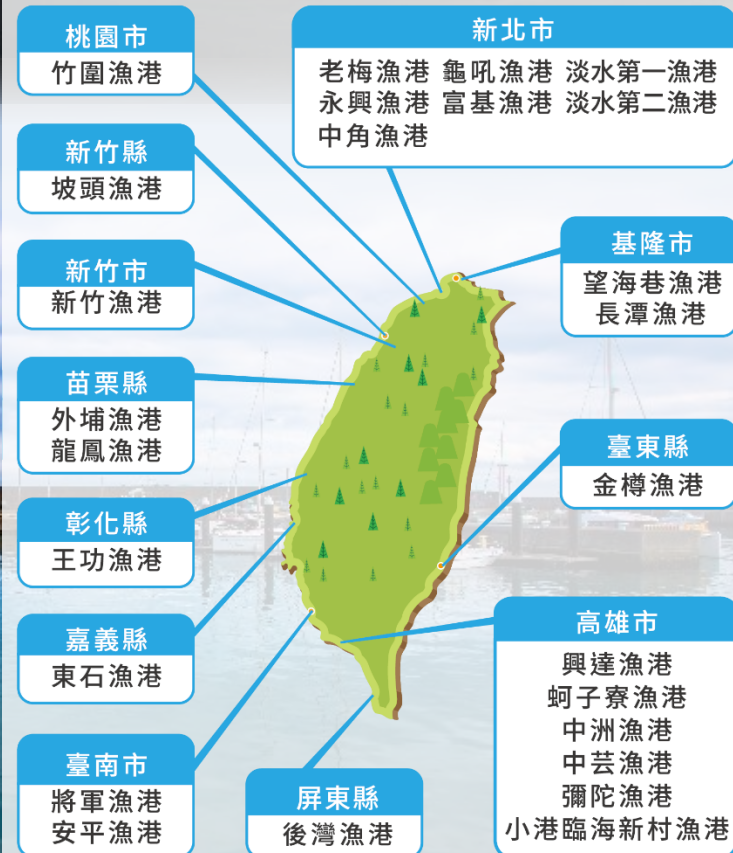 桃園市
竹圍漁港
新北市
老梅漁港 龜吼漁港 淡水第一漁港
永興漁港 富基漁港 淡水第二漁港
中角漁港
新竹縣
坡頭漁港
新竹市
新竹漁港
基隆市
望海巷漁港
長潭漁港
苗栗縣
外埔漁港
龍鳳漁港
臺東縣
金樽漁港
彰化縣
王功漁港
嘉義縣
東石漁港
高雄市
興達漁港
蚵子寮漁港
中洲漁港
中芸漁港
彌陀漁港
小港臨海新村漁港
臺南市
將軍漁港
安平漁港
屏東縣
後灣漁港